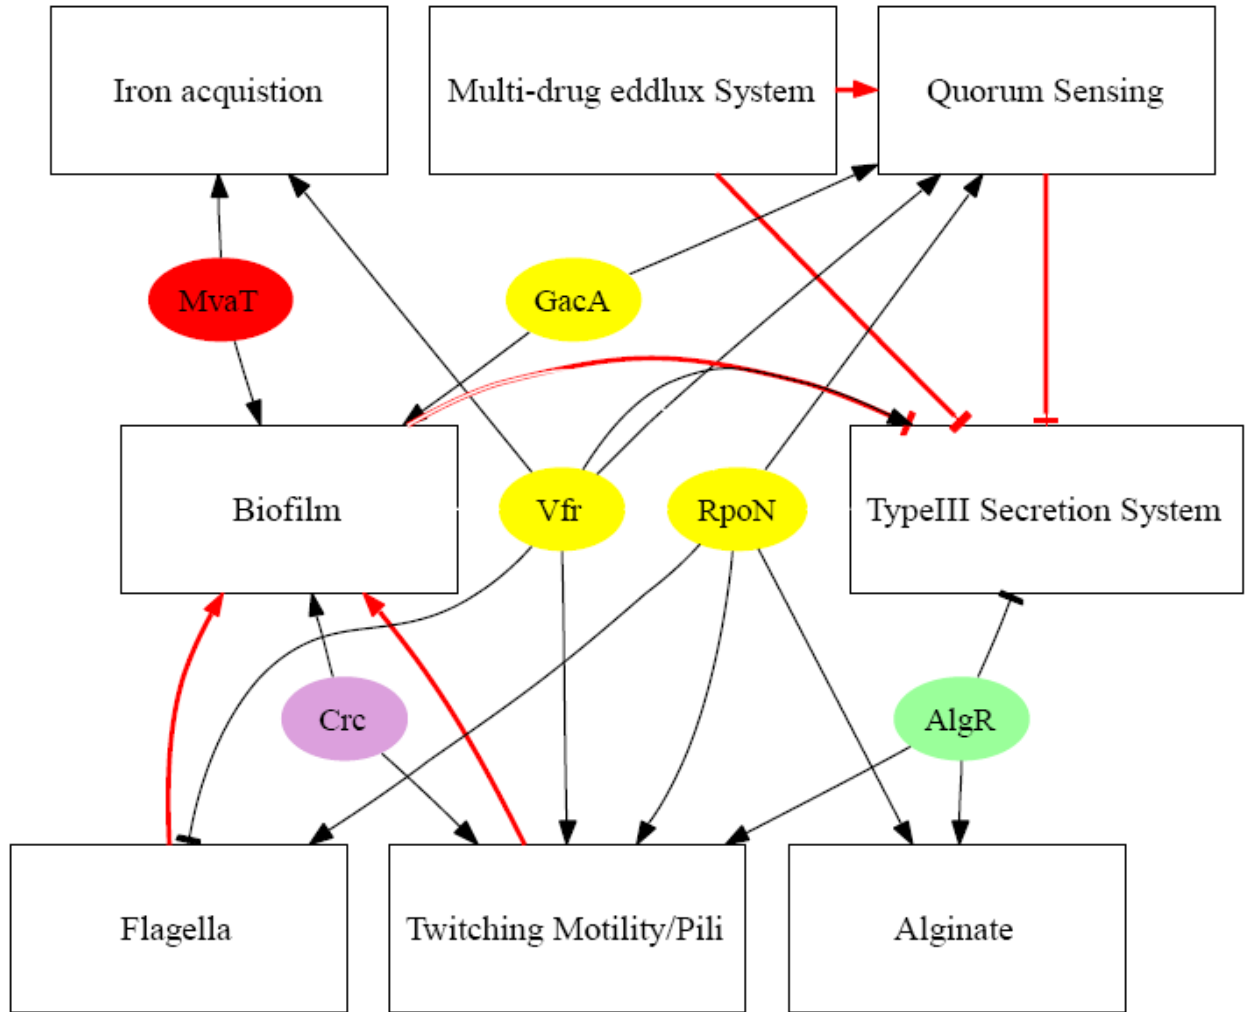 Iron acquistion
Multi-drug eddlux System
Quorum Sensing
MvaT
GacA
Biofilm
Vfr
RpoN
TypeIII Secretion System
Crc
AlgR
Flagella
Twitching Motility/Pili
Alginate